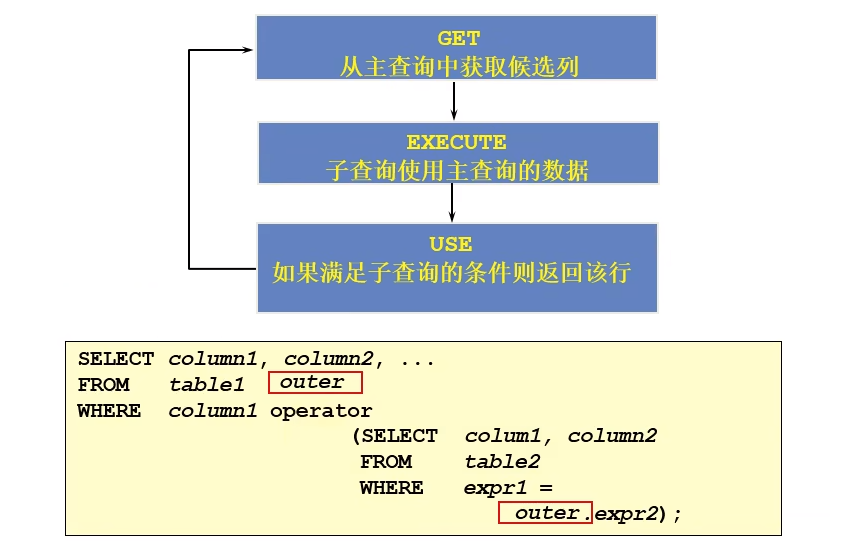 GET
从主查询中获取候选列
EXECUTE
子查询使用主查询的数据
USE
如果满足子查询的条件则返回该行
SELECT column1, column2, ...
FROM table1 outer
WHERE column1 operator
(SELECT colum1, column2
FROM table2
WHERE expr1 =
outer.expr2);